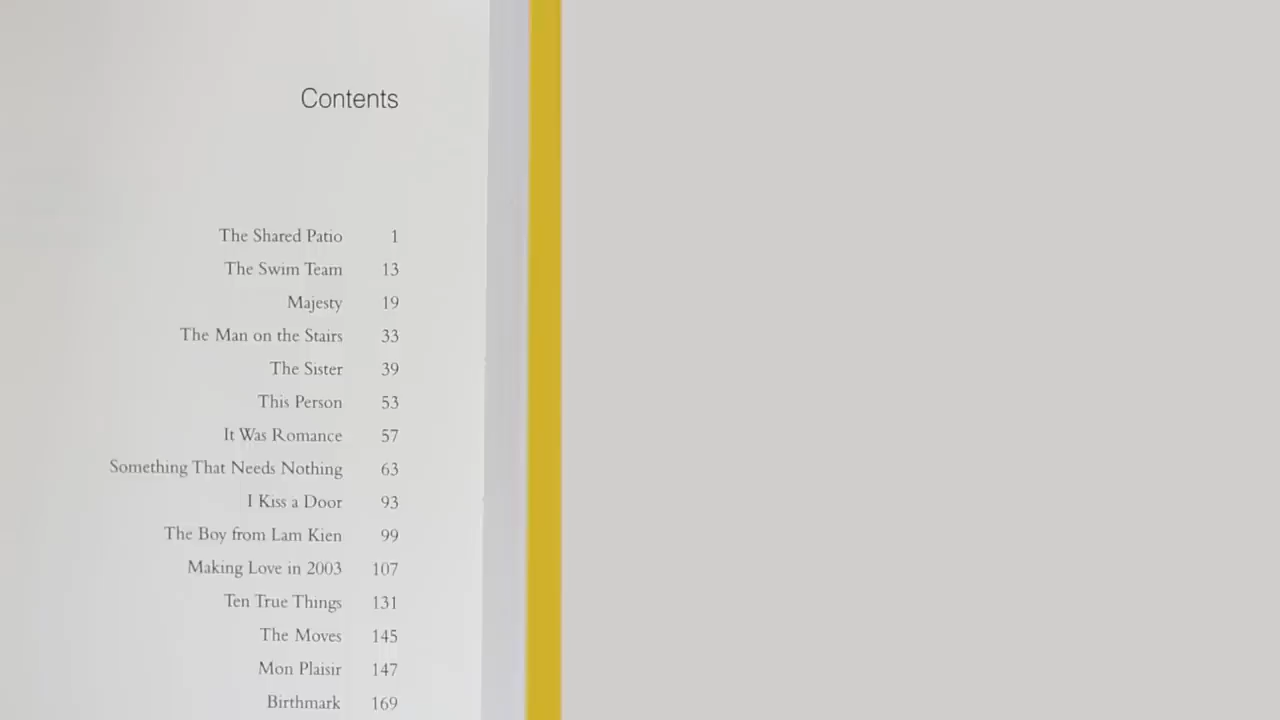 Contents
The Shared Patio 1
The Swim Team 13
Majesty 19
The Man on the Stairs 33
The Sister 39
This Person 53
It Was Romance 57
Something That Needs Nothing 63
I Kiss a Door 93
The Boy from Lam Kien 99
Making Love in 2003 107
Ten True Things 131
The Moves 145
Mon Plaisir 147
Birthmark 169